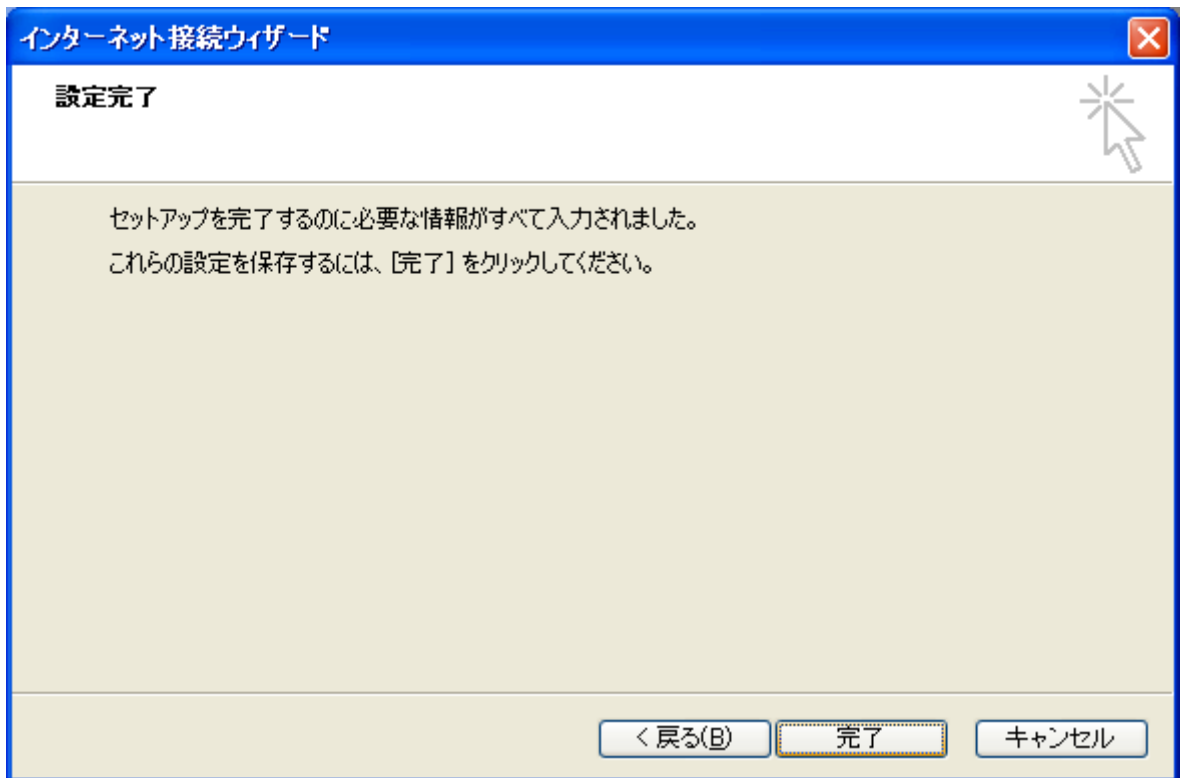 インターネット接続ウィザード
設定完了
セットアップを完了するのに必要な情報がすべて入力されました。
これらの設定を保存するには、[完了] をクリックしてください。
< 戻る(B)
完了
キャンセル